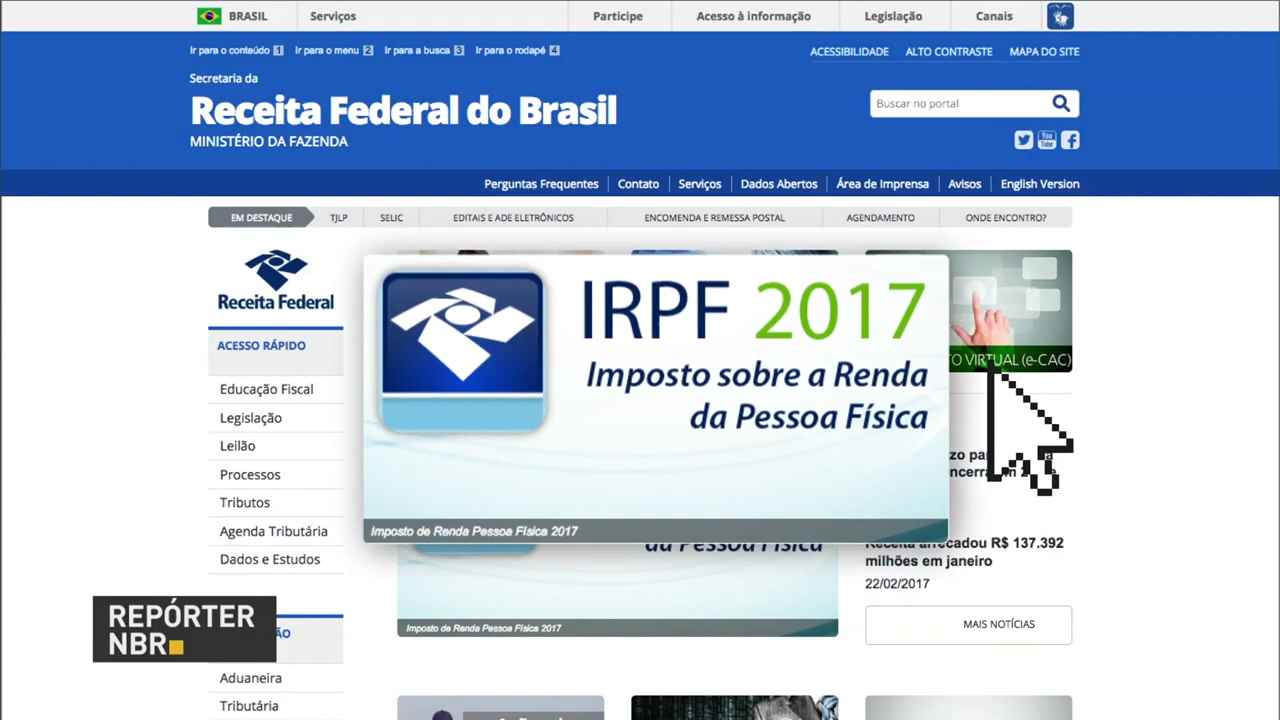 BRASIL
Serviços
Participe
Acesso à informação
Legislação
Canais
Ir para o conteúdo 1
Ir para o menu 2
Ir para a busca 3
Ir para o rodapé 4
ACESSIBILIDADE
ALTO CONTRASTE
MAPA DO SITE
Secretaria da
Receita Federal do Brasil
MINISTÉRIO DA FAZENDA
Buscar no portal
You Tube
Perguntas Frequentes
Contato
Serviços
Dados Abertos
Área de Imprensa
Avisos
English Version
EM DESTAQUE
TJLP
SELIC
EDITAIS E ADE ELETRÔNICOS
ENCOMENDA E REMESSA POSTAL
AGENDAMENTO
ONDE ENCONTRO?
Receita Federal
ACESSO RÁPIDO
Educação Fiscal
Legislação
Leilão
Processos
Tributos
Agenda Tributária
Dados e Estudos
Aduaneira
Tributária
IRPF 2017
Imposto sobre a Renda
da Pessoa Física
Imposto de Renda Pessoa Física 2017
da Pessoa Física
Imposto de Renda Pessoa Física 2017
VIRTUAL (e-CAC)
Receita arrecadou R$ 137.392
milhões em janeiro
22/02/2017
MAIS NOTÍCIAS
REPÓRTER
NBR